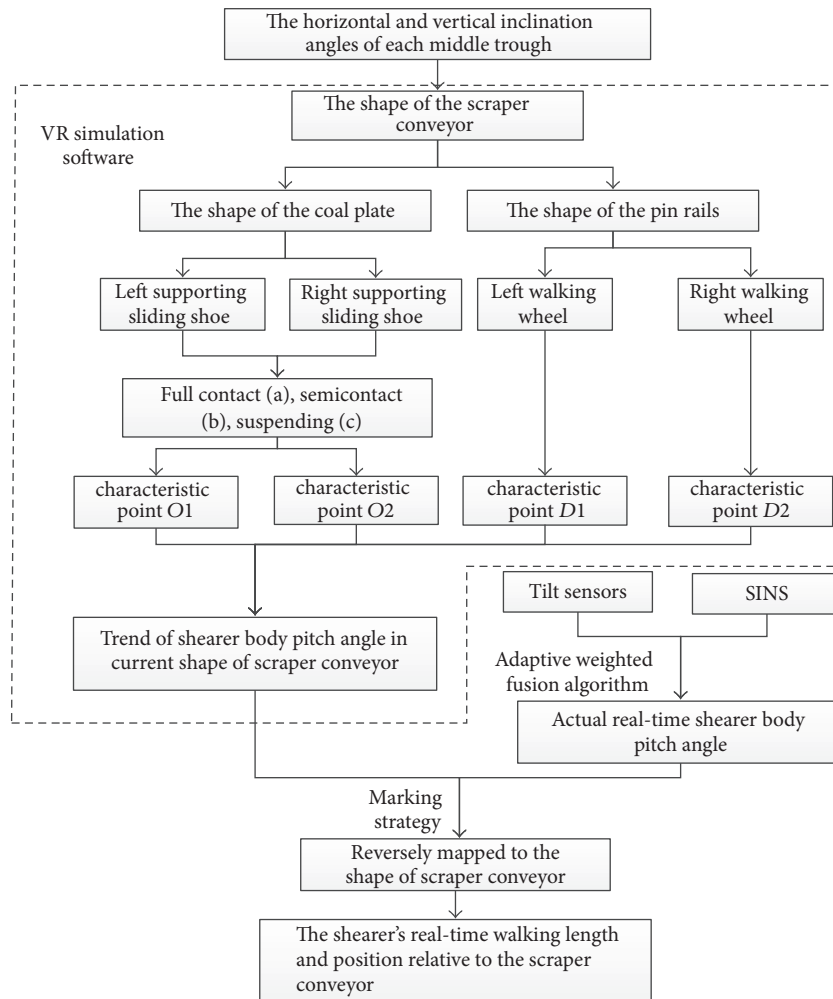 The horizontal and vertical inclination
angles of each middle trough
The shape of the scraper
conveyor
VR simulation
software
The shape of the coal plate
The shape of the pin rails
Left supporting
sliding shoe
Right supporting
sliding shoe
Left walking
wheel
Right walking
wheel
Full contact (a), semicontact
(b), suspending (c)
characteristic
point O1
characteristic
point O2
characteristic
point D1
characteristic
point D2
Tilt sensors
SINS
Trend of shearer body pitch angle in
current shape of scraper conveyor
Adaptive weighted
fusion algorithm
Actual real-time shearer body
pitch angle
Marking
strategy
Reversely mapped to the
shape of scraper conveyor
The shearer's real-time walking length
and position relative to the scraper
conveyor